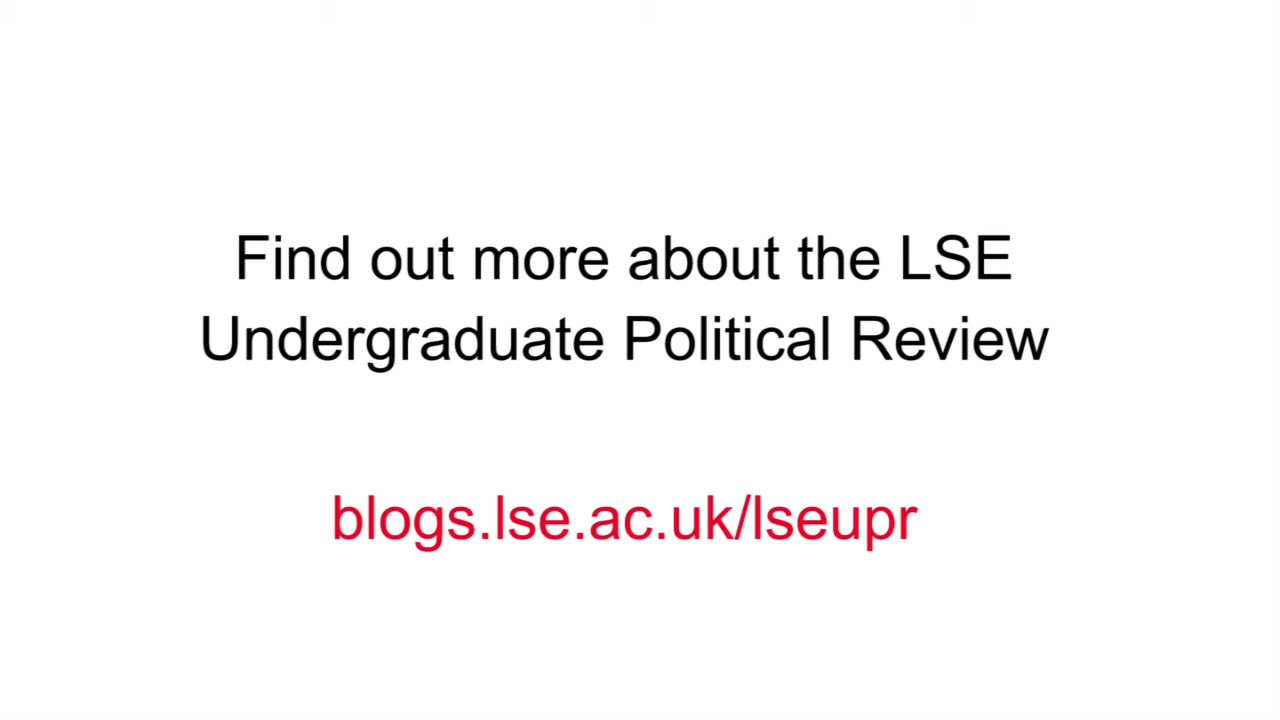 Find out more about the LSE
Undergraduate Political Review
blogs.lse.ac.uk/lseupr